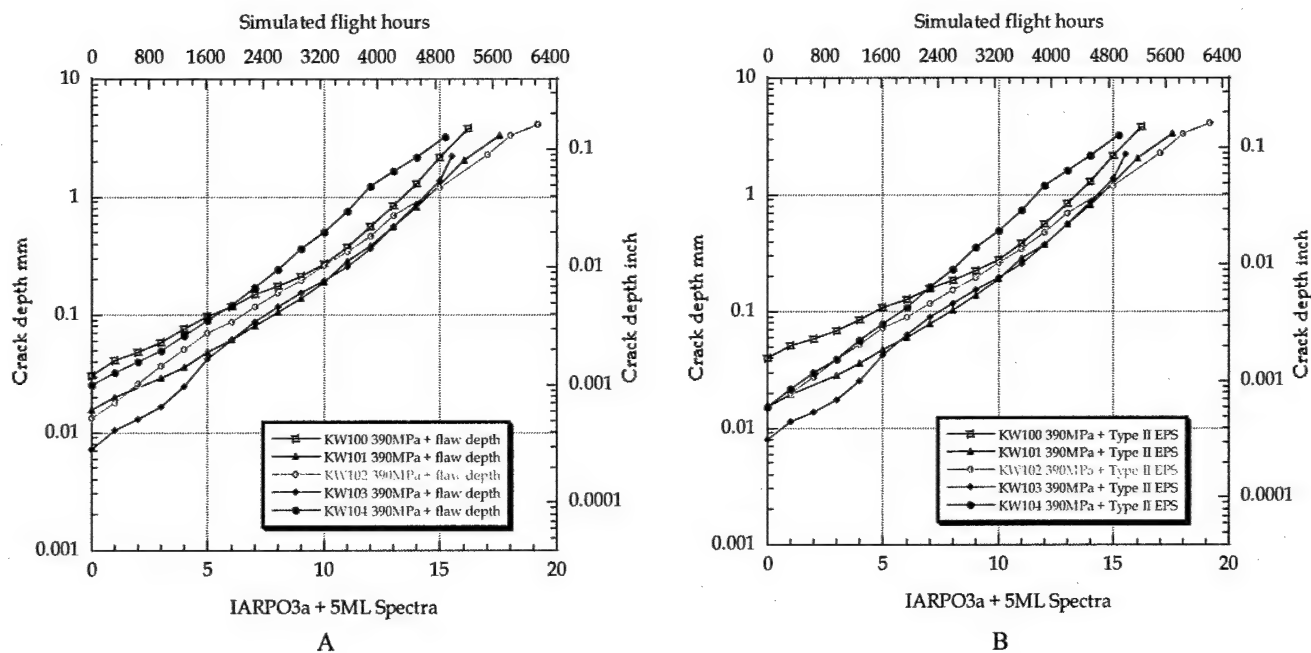 Simulated flight hours
0 800 1600 2400 3200 4000 4800 5600 6400
10
1
0.1
0.01
0.001
Crack depth mm
0.1
0.01
0.001
0.0001
Crack depth inch
KW100 390MPa + flaw depth
KW101 390MPa + flaw depth
KW102 390MPa + flaw depth
KW103 390MPa + flaw depth
KW104 390MPa + flaw depth
0 5 10 15 20
IARPO3a + 5ML Spectra
A
Simulated flight hours
0 800 1600 2400 3200 4000 4800 5600 6400
10
1
0.1
0.01
0.001
Crack depth mm
0.1
0.01
0.001
0.0001
Crack depth inch
KW100 390MPa + Type II EPS
KW101 390MPa + Type II EPS
KW102 390MPa + Type II EPS
KW103 390MPa + Type II EPS
KW104 390MPa + Type II EPS
0 5 10 15 20
IARPO3a + 5ML Spectra
B